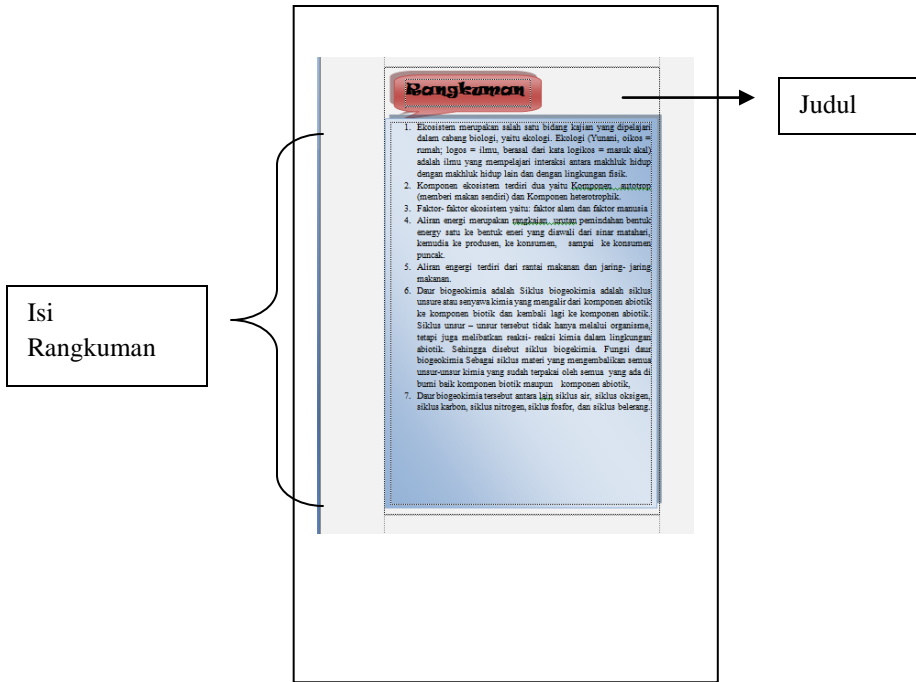 Rangkuman
Judul
1. Ekosistem merupakan salah satu bidang kajian yang dipelajari
dalam cabang biologi, yaitu ekologi. Ekologi (Yunani, oikos =
rumah; logos = ilmu, berasal dari kata logikos = masuk akal)
adalah ilmu yang mempelajari interaksi antara makhluk hidup
dengan makhluk hidup lain dan dengan lingkungan fisik.
2. Komponen ekosistem terdiri dua yaitu Komponen autotrop
(memberi makan sendiri) dan Komponen heterotrophik.
3. Faktor- faktor ekosistem yaitu: faktor alam dan faktor manusia
4. Aliran energi merupakan rangkaian urutan pemindahan bentuk
energy satu ke bentuk eneri yang diawali dari sinar matahari,
kemudia ke produsen, ke konsumen, sampai ke konsumen
puncak.
5. Aliran engergi terdiri dari rantai makanan dan jaring- jaring
makanan.
6. Daur biogeokimia adalah Siklus biogeokimia adalah siklus
unsure atau senyawa kimia yang mengalir dari komponen abiotik
ke komponen biotik dan kembali lagi ke komponen abiotik.
Siklus unsur – unsur tersebut tidak hanya melalui organisme,
tetapi juga melibatkan reaksi- reaksi kimia dalam lingkungan
abiotik. Sehingga disebut siklus biogekimia. Fungsi daur
biogeokimia Sebagai siklus materi yang mengembalikan semua
unsur-unsur kimia yang sudah terpakai oleh semua yang ada di
bumi baik komponen biotik maupun komponen abiotik,
7. Daur biogeokimia tersebut antara lain siklus air, siklus oksigen,
siklus karbon, siklus nitrogen, siklus fosfor, dan siklus belerang.
Isi
Rangkuman